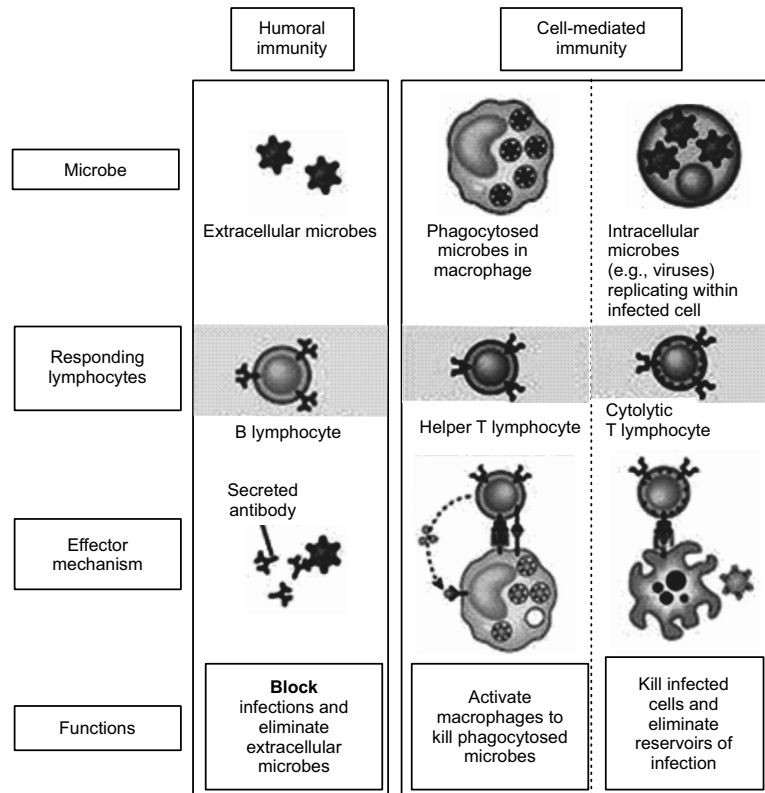 Humoral
immunity
Cell-mediated
immunity
Microbe
Extracellular microbes
Phagocytosed
microbes in
macrophage
Intracellular
microbes
(e.g., viruses)
replicating within
infected cell
Responding
lymphocytes
B lymphocyte
Helper T lymphocyte
Cytolytic
T lymphocyte
Effector
mechanism
Secreted
antibody
Functions
Block
infections and
eliminate
extracellular
microbes
Activate
macrophages to
kill phagocytosed
microbes
Kill infected
cells and
eliminate
reservoirs of
infection